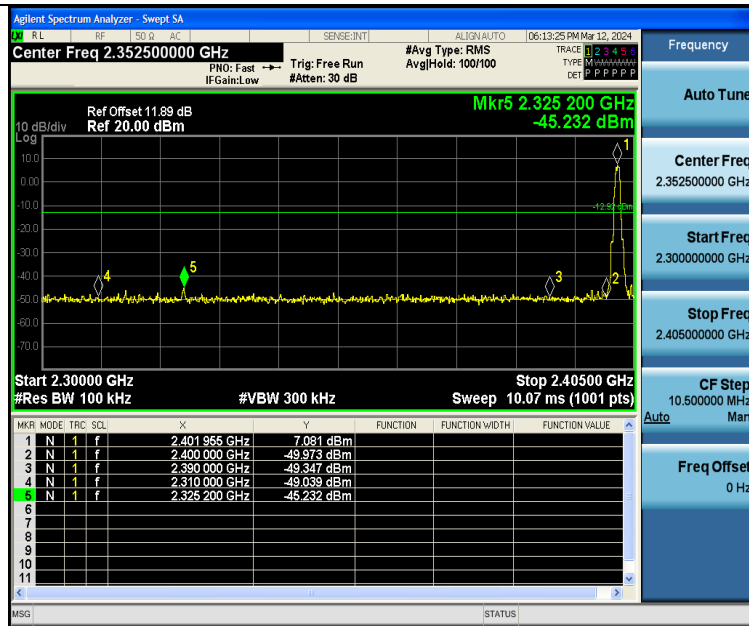 Agilent Spectrum Analyzer - Swept SA
RL RF 50 Ω AC SENSE:INT ALIGNAUTO 06:13:25 PM Mar 12, 2024
Center Freq 2.352500000 GHz #Avg Type: RMS TRACE 1 2 3 4 5 6
PNO: Fast Trig: Free Run Avg|Hold: 100/100 TYPE M
IFGain:Low #Atten: 30 dB DET P P P P P P
Mkr5 2.325 200 GHz
-45.232 dBm
Ref Offset 11.89 dB
10 dB/div Ref 20.00 dBm
Log
10.0
0.00
-10.0
-20.0
-30.0
-40.0
-50.0
-60.0
-70.0
1
-12.92 dBm
4
5
3
2
Start 2.30000 GHz Stop 2.40500 GHz
#Res BW 100 kHz #VBW 300 kHz Sweep 10.07 ms (1001 pts)
MKR MODE TRC SCL X Y FUNCTION FUNCTION WIDTH FUNCTION VALUE
1 N 1 f 2.401 955 GHz 7.081 dBm
2 N 1 f 2.400 000 GHz -49.973 dBm
3 N 1 f 2.390 000 GHz -49.347 dBm
4 N 1 f 2.310 000 GHz -49.039 dBm
5 N 1 f 2.325 200 GHz -45.232 dBm
6
7
8
9
10
11
MSG STATUS
Frequency
Auto Tune
Center Freq
2.352500000 GHz
Start Freq
2.300000000 GHz
Stop Freq
2.405000000 GHz
CF Step
10.500000 MHz
Auto Man
Freq Offset
0 Hz